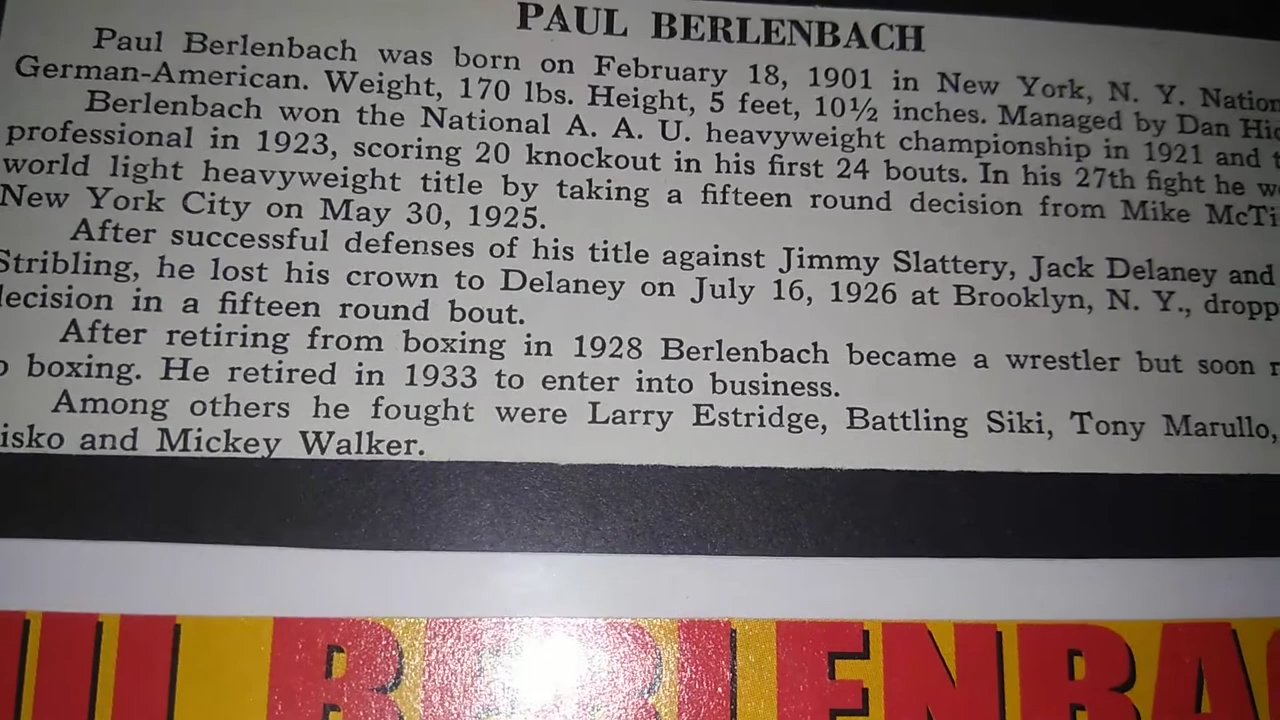 PAUL BERLENBACH
Paul Berlenbach was born on February 18, 1901 in New York, N. Y.
German-American. Weight, 170 lbs. Height, 5 feet, 10½ inches. Managed by Dan
Berlenbach won the National A. A. U. heavyweight championship in 1921 and
professional in 1923, scoring 20 knockout in his first 24 bouts. In his 27th fight he
world light heavyweight title by taking a fifteen round decision from Mike
New York City on May 30, 1925.
After successful defenses of his title against Jimmy Slattery, Jack Delaney and
Stribling, he lost his crown to Delaney on July 16, 1926 at Brooklyn, N. Y.,
decision in a fifteen round bout.
After retiring from boxing in 1928 Berlenbach became a wrestler but soon
boxing. He retired in 1933 to enter into business.
Among others he fought were Larry Estridge, Battling Siki, Tony Marullo,
and Mickey Walker.